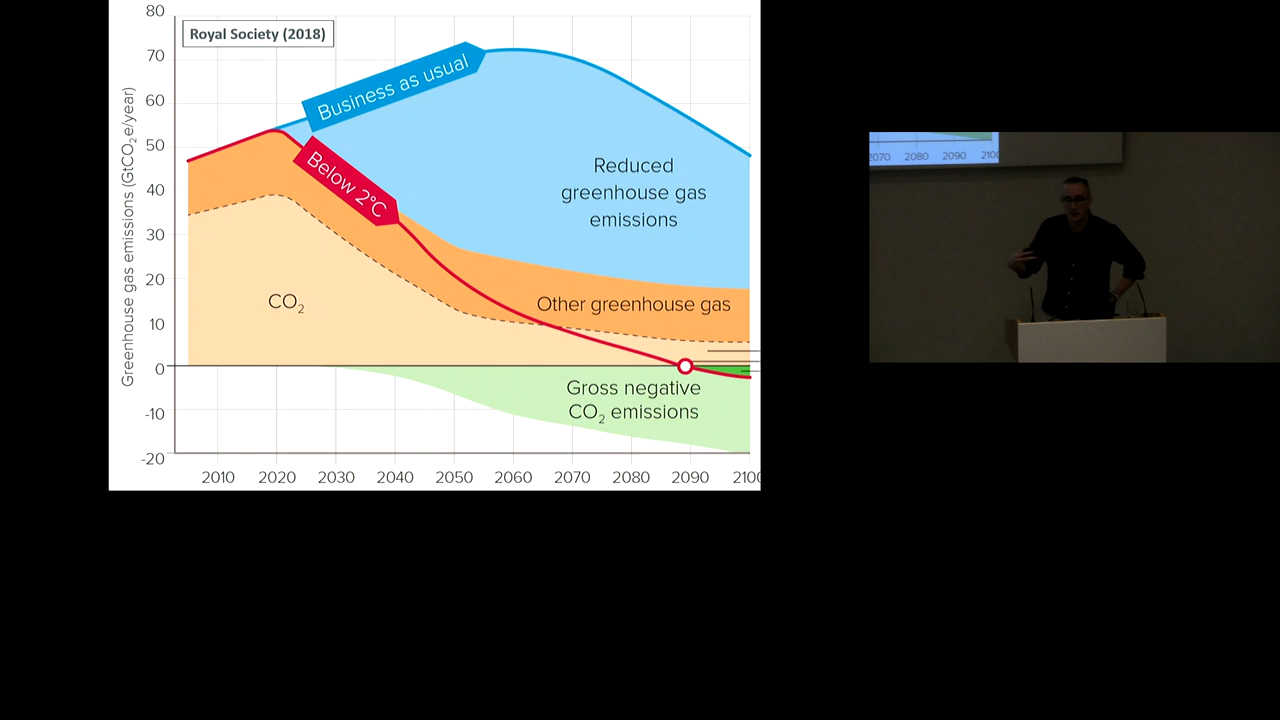 80
Royal Society (2018)
70
60
50
40
30
20
10
0
-10
-20
Greenhouse gas emissions (GtCO2e/year)
Business as usual
Below 2°C
Reduced
greenhouse gas
emissions
Other greenhouse gas
CO2
Gross negative
CO2 emissions
2010 2020 2030 2040 2050 2060 2070 2080 2090 2100
2070 2080 2090 2100